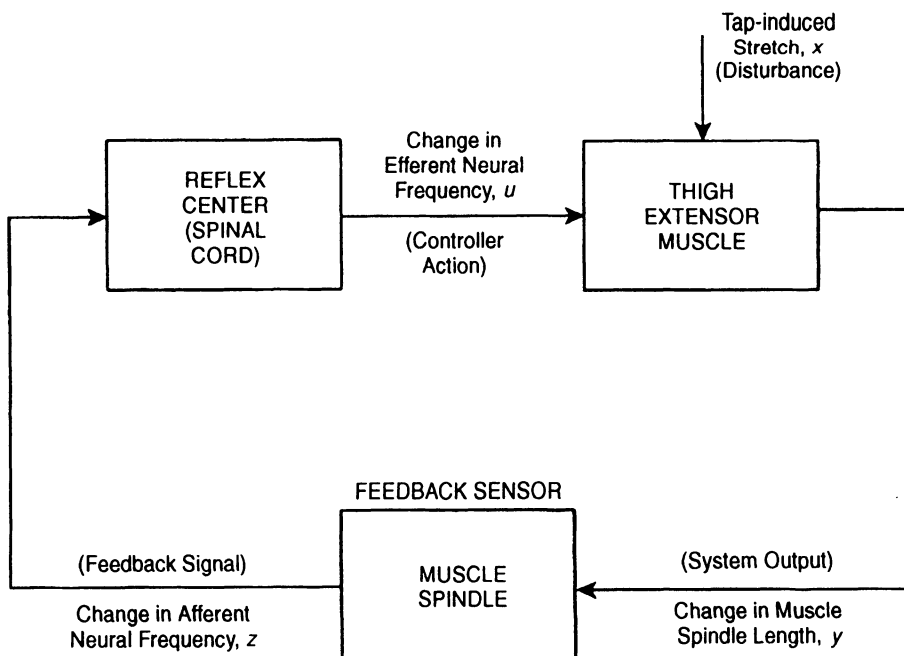 Tap-induced
Stretch, x
(Disturbance)
Change in
Efferent Neural
Frequency, u
(Controller
Action)
REFLEX
CENTER
(SPINAL
CORD)
THIGH
EXTENSOR
MUSCLE
FEEDBACK SENSOR
MUSCLE
SPINDLE
(Feedback Signal)
Change in Afferent
Neural Frequency, z
(System Output)
Change in Muscle
Spindle Length, y